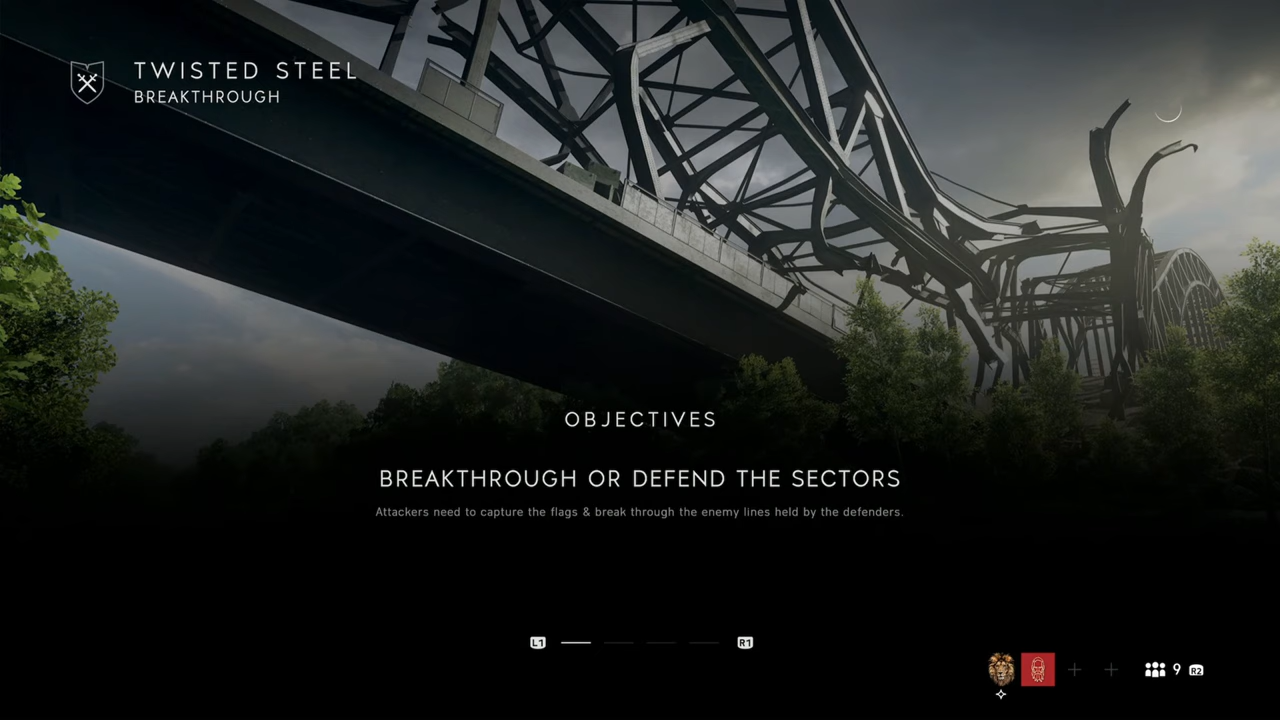 TWISTED STEEL
BREAKTHROUGH
OBJECTIVES
BREAKTHROUGH OR DEFEND THE SECTORS
Attackers need to capture the flags & break through the enemy lines held by the defenders.
L1 R1
9 R2